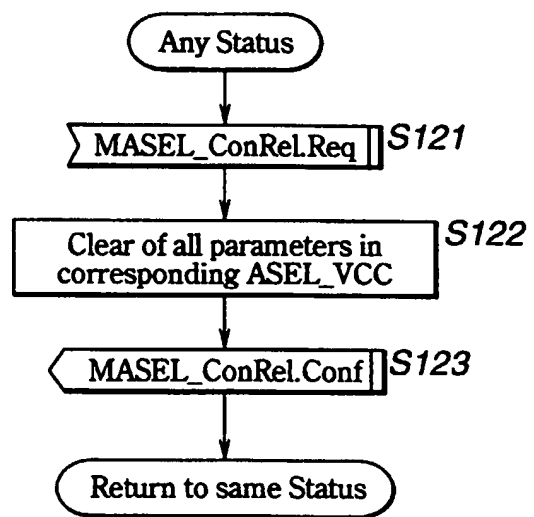 Any Status
MASEL_ConRel.Req
S121
Clear of all parameters in
corresponding ASEL_VCC
S122
MASEL_ConRel.Conf
S123
Return to same Status